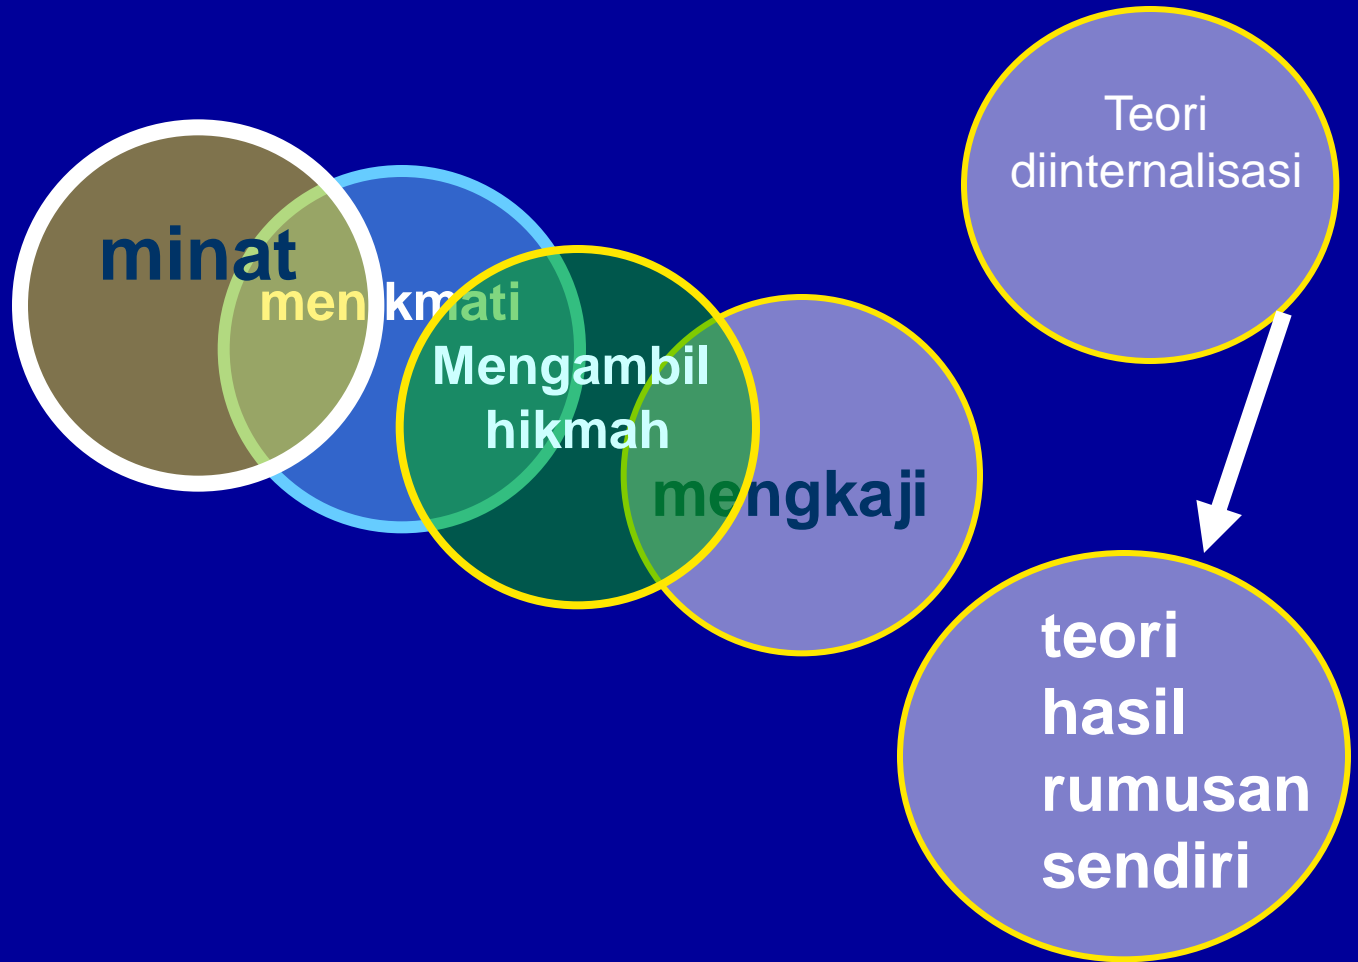 minat
menikmati
Mengambil
hikmah
mengkaji
Teori
diinternalisasi
teori
hasil
rumusan
sendiri